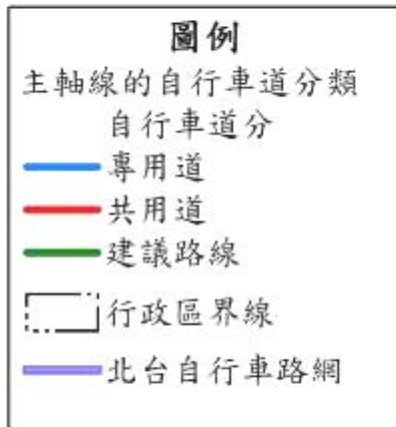 圖例
主軸線的自行車道分類
自行車道分
專用道
共用道
建議路線
行政區界線
北台自行車路網